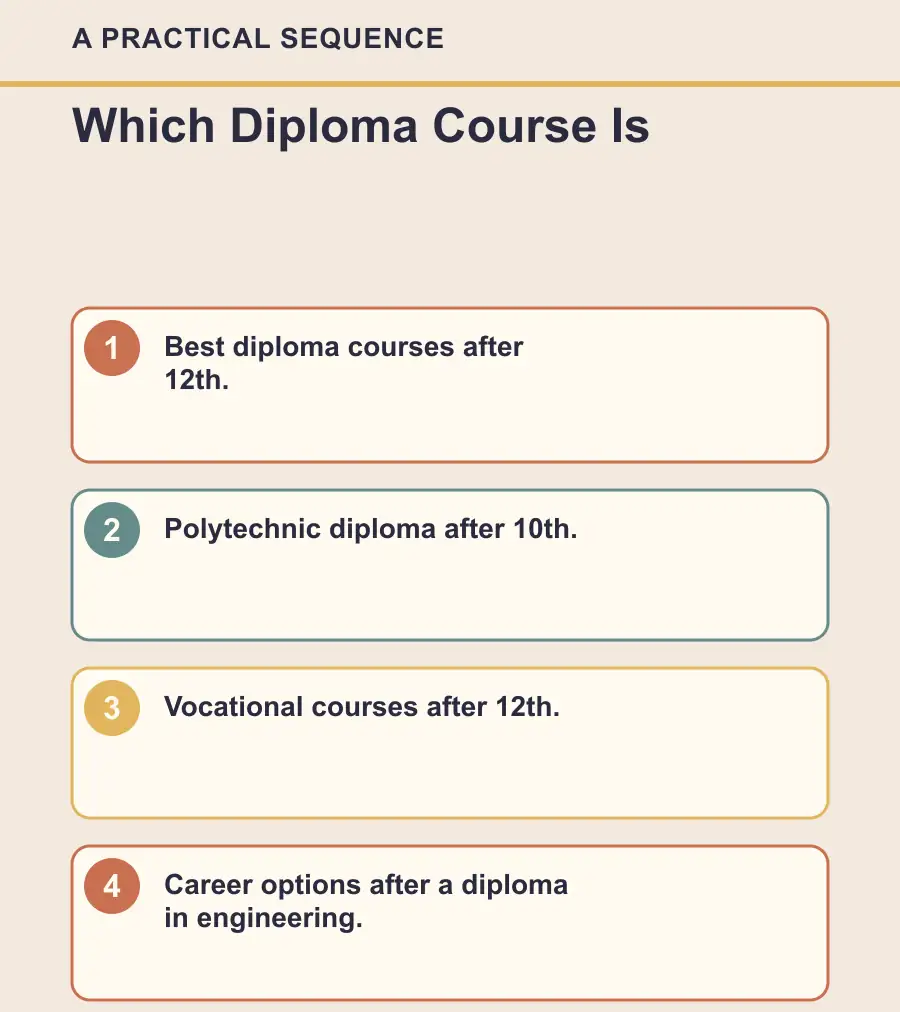 A PRACTICAL SEQUENCE
Which Diploma Course Is
1
Best diploma courses after
12th.
2
Polytechnic diploma after 10th.
3
Vocational courses after 12th.
4
Career options after a diploma
in engineering.